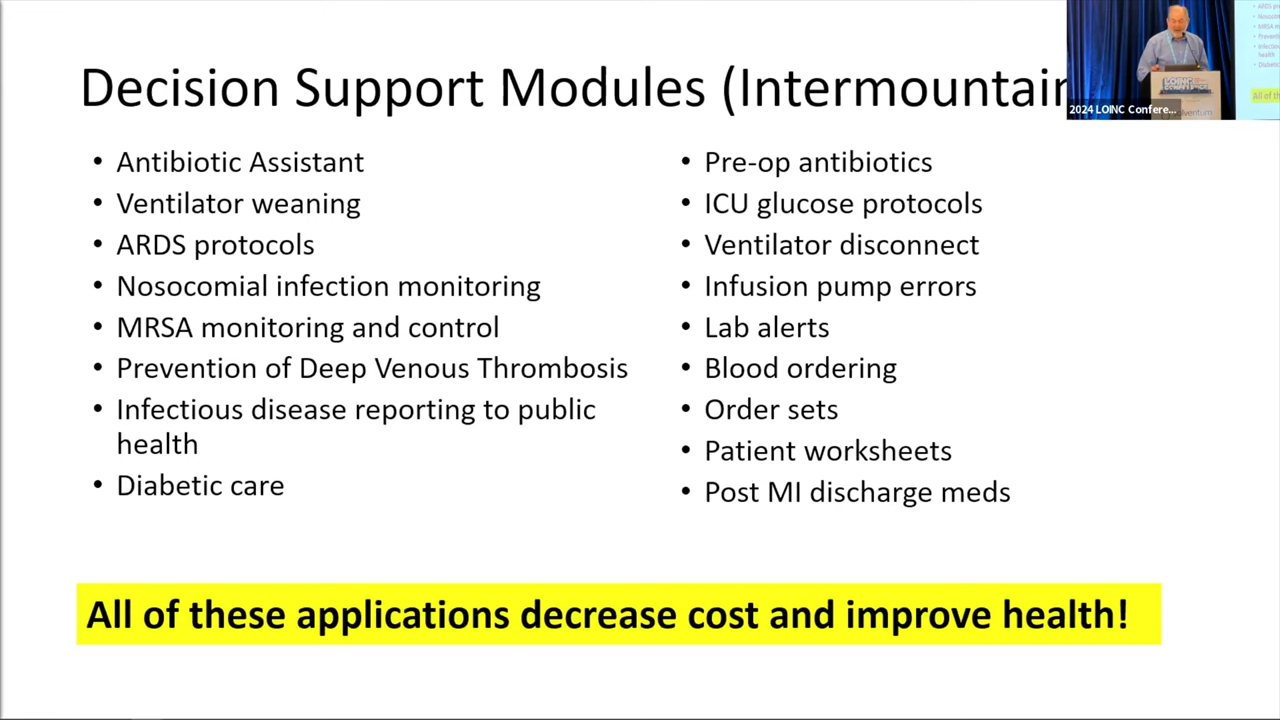 Decision Support Modules (Intermountain
• Antibiotic Assistant
• Ventilator weaning
• ARDS protocols
• Nosocomial infection monitoring
• MRSA monitoring and control
• Prevention of Deep Venous Thrombosis
• Infectious disease reporting to public
health
• Diabetic care
• Pre-op antibiotics
• ICU glucose protocols
• Ventilator disconnect
• Infusion pump errors
• Lab alerts
• Blood ordering
• Order sets
• Patient worksheets
• Post MI discharge meds
All of these applications decrease cost and improve health!
2024 LOINC Confere...
LOINC